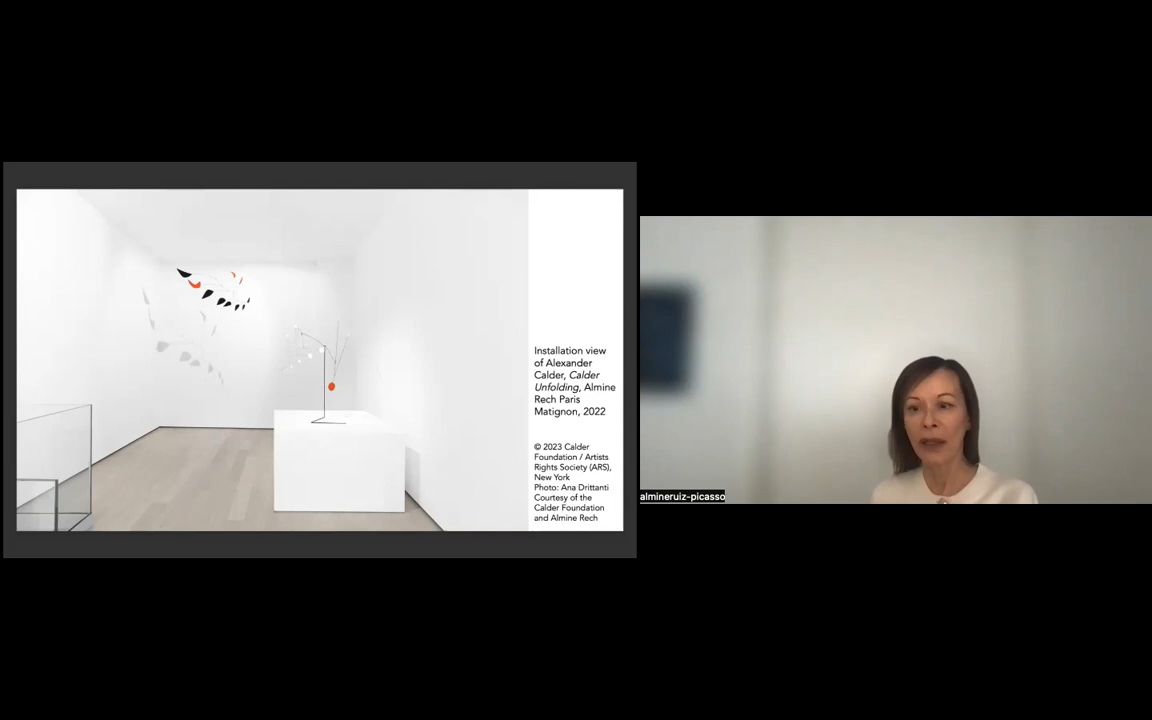 Installation view
of Alexander
Calder, Calder
Unfolding, Almine
Rech Paris
Matignon, 2022
© 2023 Calder
Foundation / Artists
Rights Society (ARS),
New York
Photo: Ana Drittanti
Courtesy of the
Calder Foundation
and Almine Rech
almineruiz-picasso